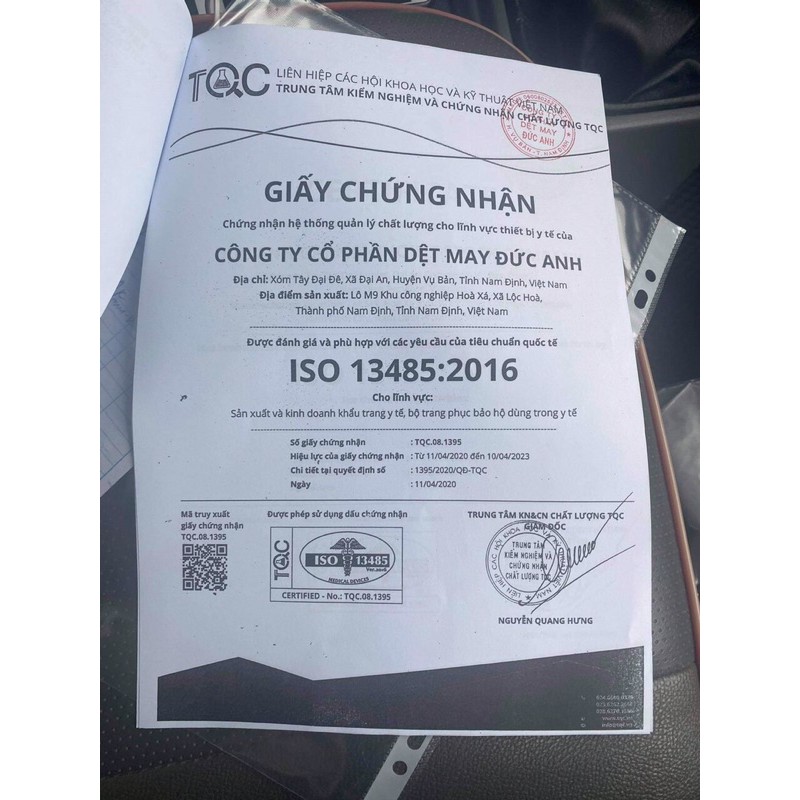 TQC
LIÊN HIỆP CÁC HỘI KHOA HỌC VÀ KỸ THUẬT VIỆT NAM
TRUNG TÂM KIỂM NGHIỆM VÀ CHỨNG NHẬN CHẤT LƯỢNG TQC
DỆT MAY
ĐỨC ANH
GIẤY CHỨNG NHẬN
Chứng nhận hệ thống quản lý chất lượng cho lĩnh vực thiết bị y tế của
CÔNG TY CỔ PHẦN DỆT MAY ĐỨC ANH
Địa chỉ: Xóm Tây Đại Đê, Xã Đại An, Huyện Vụ Bản, Tỉnh Nam Định, Việt Nam
Địa điểm sản xuất: Lô M9 Khu công nghiệp Hoà Xá, Xã Lộc Hoà,
Thành phố Nam Định, Tỉnh Nam Định, Việt Nam
Được đánh giá và phù hợp với các yêu cầu của tiêu chuẩn quốc tế
ISO 13485:2016
Cho lĩnh vực:
Sản xuất và kinh doanh khẩu trang y tế, bộ trang phục bảo hộ dùng trong y tế
Số giấy chứng nhận : TQC.08.1395
Hiệu lực của giấy chứng nhận : Từ 11/04/2020 đến 10/04/2023
Chi tiết tại quyết định số : 1395/2020/QĐ-TQC
Ngày : 11/04/2020
Mã truy xuất
giấy chứng nhận
TQC.08.1395
Được phép sử dụng dấu chứng nhận
TQC
ISO 13485
MEDICAL DEVICES
CERTIFIED - No.: TQC.08.1395
TRUNG TÂM KN&CN CHẤT LƯỢNG TQC
GIÁM ĐỐC
TRUNG TÂM
KIỂM NGHIỆM VÀ
CHỨNG NHẬN
CHẤT LƯỢNG TQC
NGUYỄN QUANG HƯNG